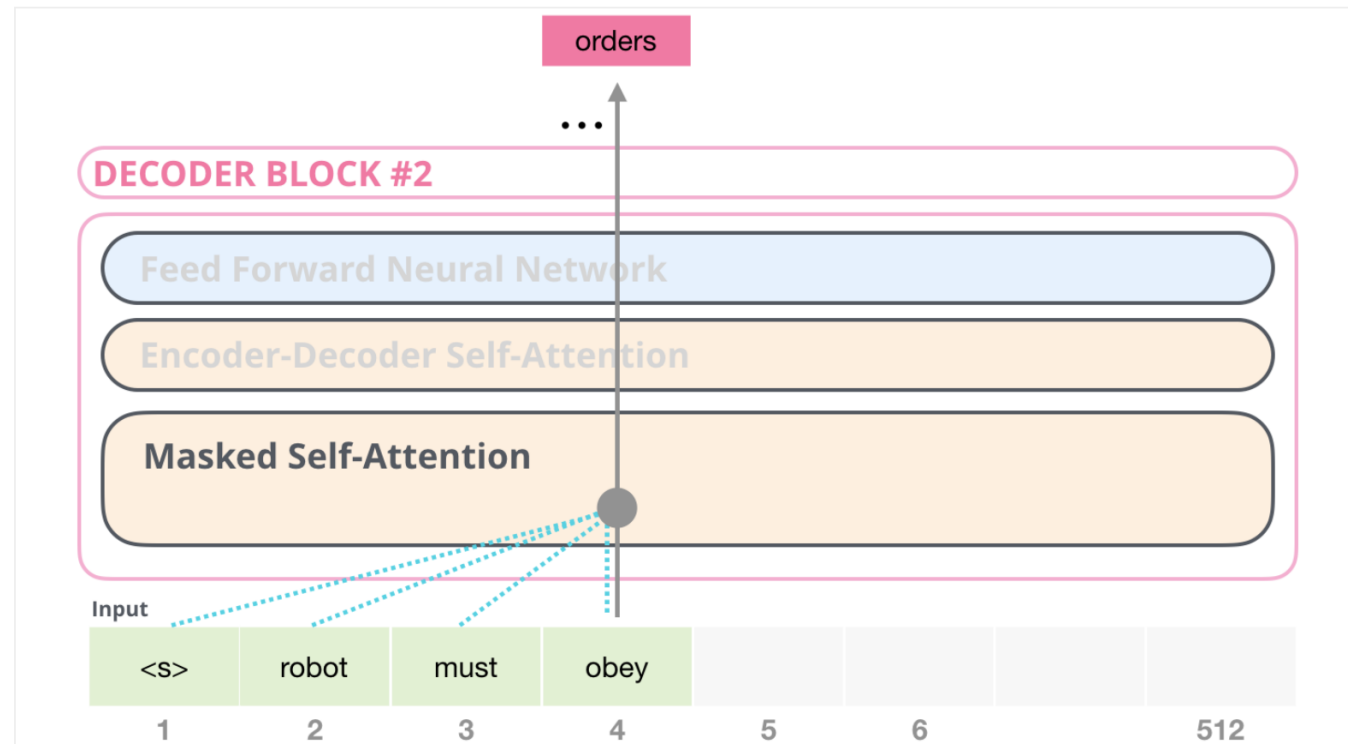 orders
...
DECODER BLOCK #2
Feed Forward Neural Network
Encoder-Decoder Self-Attention
Masked Self-Attention
Input
<s> robot must obey
1 2 3 4 5 6 512